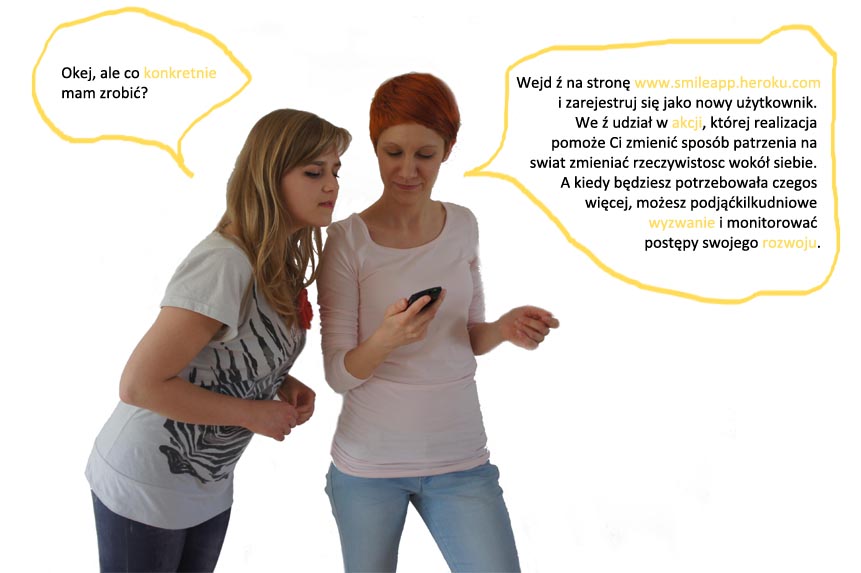 Okej, ale co konkretnie
mam zrobić?
Wejd ź na stronę www.smileapp.heroku.com
i zarejestruj się jako nowy użytkownik.
We ź udział w akcji, której realizacja
pomoże Ci zmienić sposób patrzenia na
swiat zmieniać rzeczywistosc wokół siebie.
A kiedy będziesz potrzebowała czegos
więcej, możesz podjąćkilkudniowe
wyzwanie i monitorować
postępy swojego rozwoju.